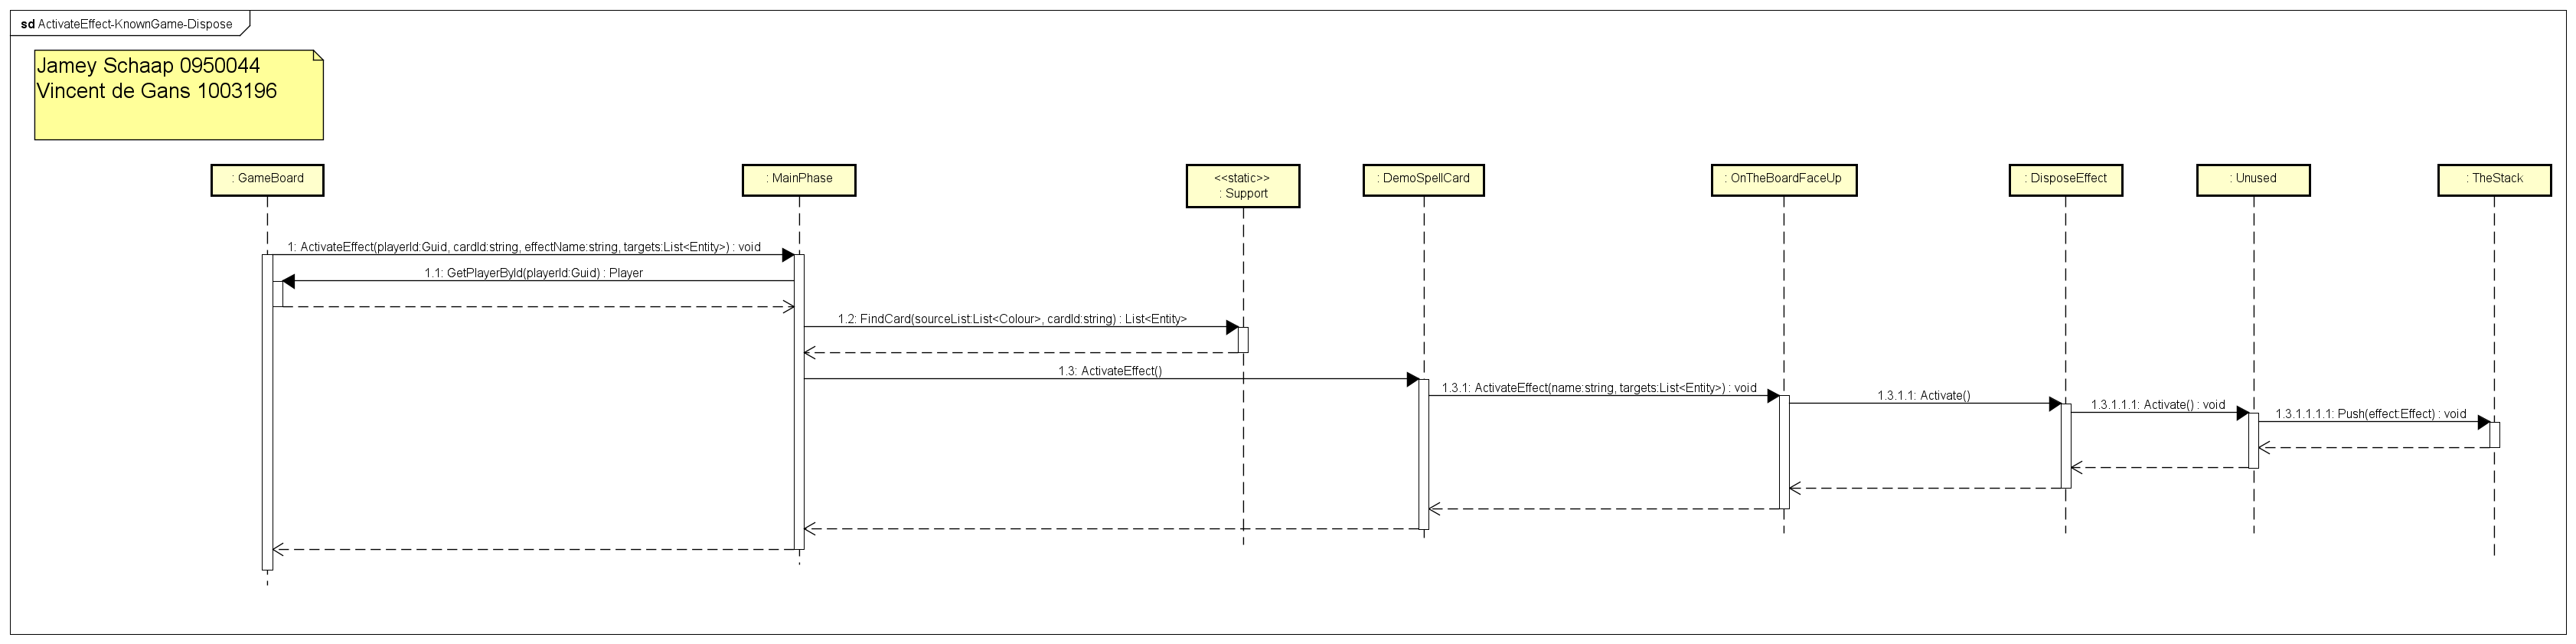 sd ActivateEffect-KnownGame-Dispose
Jamey Schaap 0950044
Vincent de Gans 1003196
: GameBoard
: MainPhase
<<static>>
: Support
: DemoSpellCard
: OnTheBoardFaceUp
: DisposeEffect
: Unused
: TheStack
1: ActivateEffect(playerId:Guid, cardId:string, effectName:string, targets:List<Entity>) : void
1.1: GetPlayerById(playerId:Guid) : Player
1.2: FindCard(sourceList:List<Colour>, cardId:string) : List<Entity>
1.3: ActivateEffect()
1.3.1: ActivateEffect(name:string, targets:List<Entity>) : void
1.3.1.1: Activate()
1.3.1.1.1: Activate() : void
1.3.1.1.1.1: Push(effect:Effect) : void